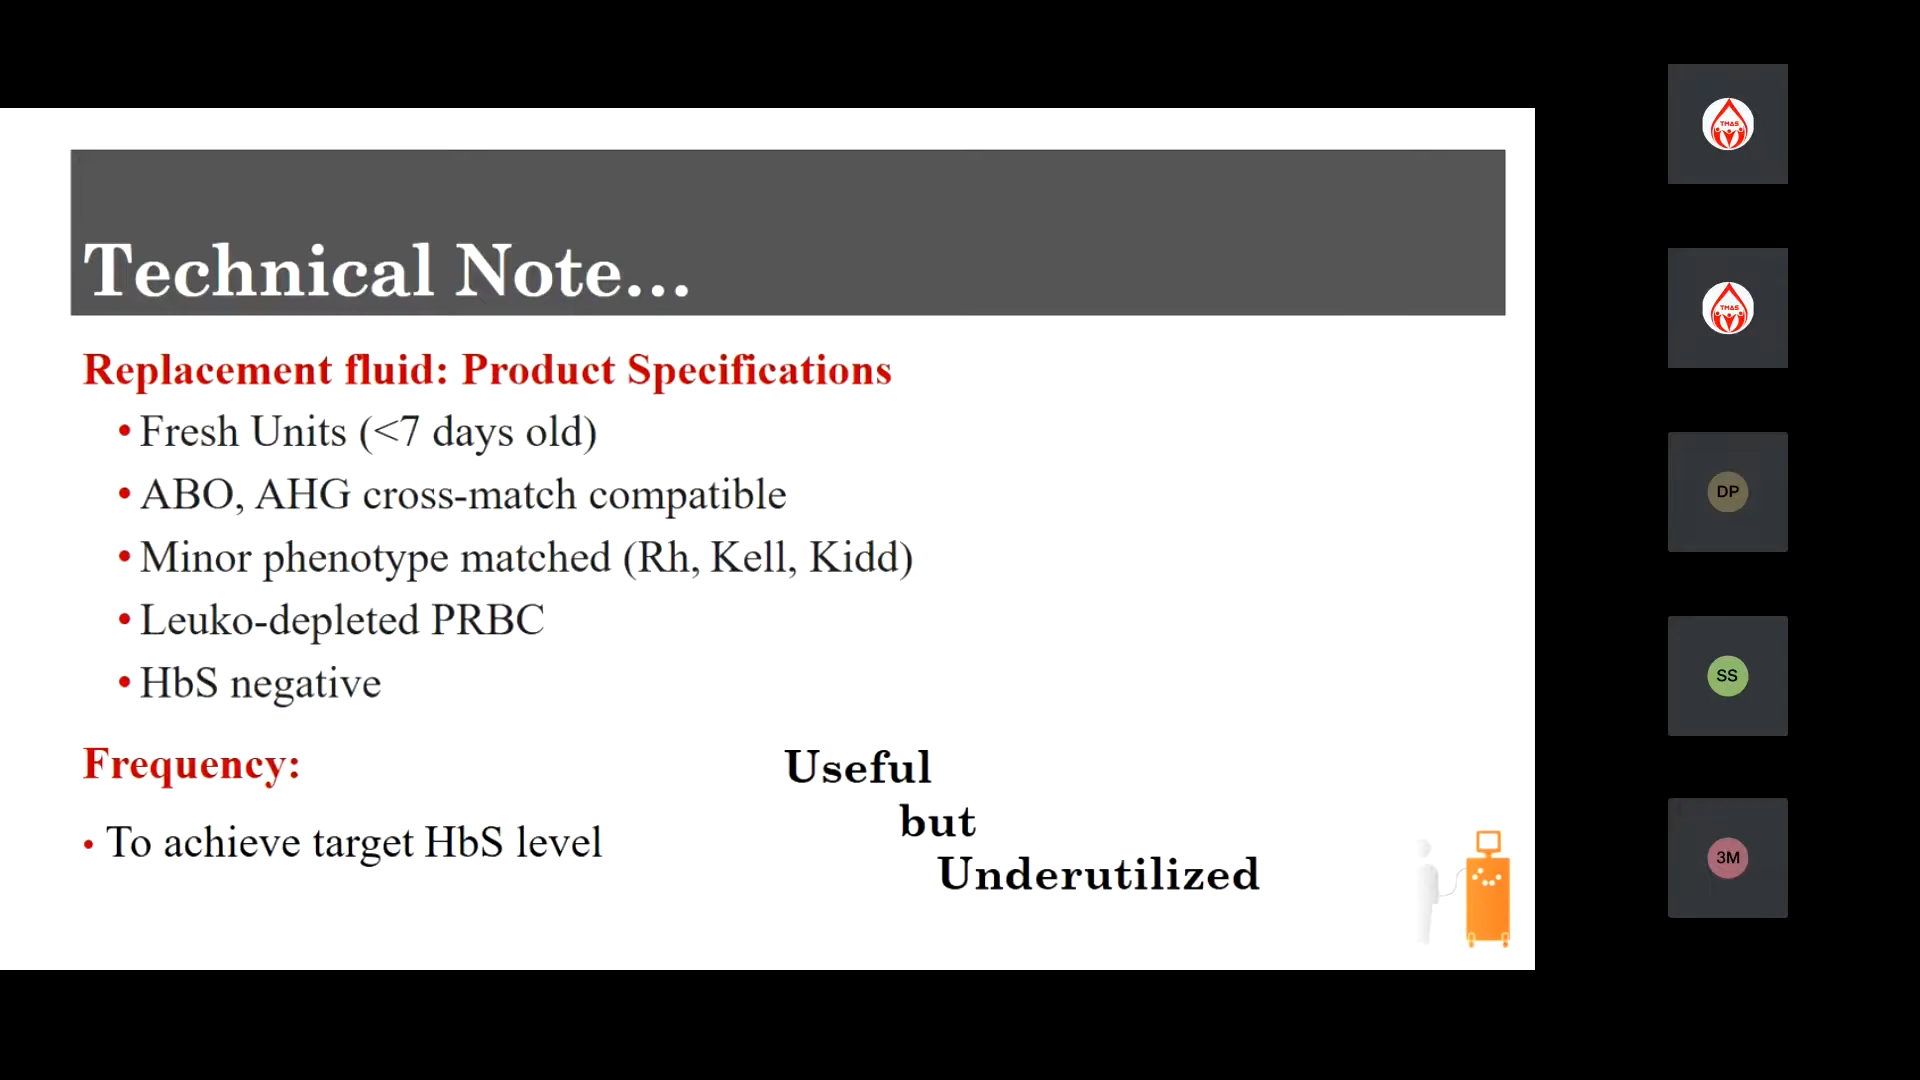 Technical Note...
Replacement fluid: Product Specifications
• Fresh Units (<7 days old)
• ABO, AHG cross-match compatible
• Minor phenotype matched (Rh, Kell, Kidd)
• Leuko-depleted PRBC
• HbS negative
Frequency:
• To achieve target HbS level
Useful
but
Underutilized
TMAS
TMAS
DP
SS
3M